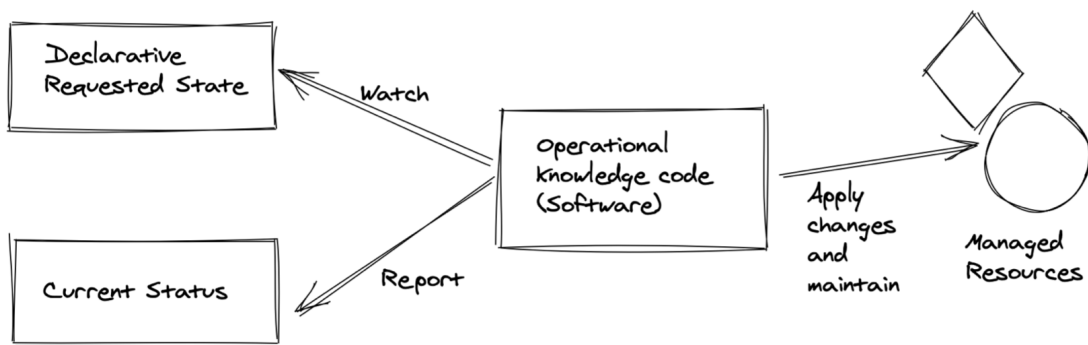 Declarative
Requested State
Watch
Operational
Knowledge code
(Software)
Apply
changes
and
maintain
Managed
Resources
Current Status
Report